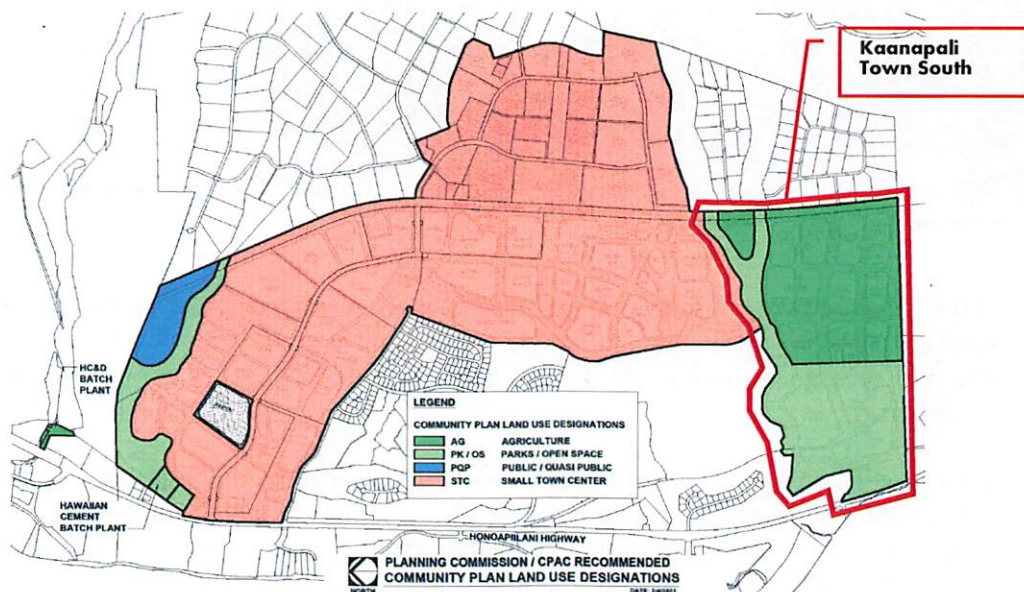 Kaanapali
Town South
HC&D
BATCH
PLANT
LEGEND
COMMUNITY PLAN LAND USE DESIGNATIONS
AG AGRICULTURE
PK / OS PARKS / OPEN SPACE
PQP PUBLIC / QUASI PUBLIC
STC SMALL TOWN CENTER
HAWAIIAN
CEMENT
BATCH PLANT
HONOAPIILANI HIGHWAY
PLANNING COMMISSION / CPAC RECOMMENDED
COMMUNITY PLAN LAND USE DESIGNATIONS
NORTH
DATE: